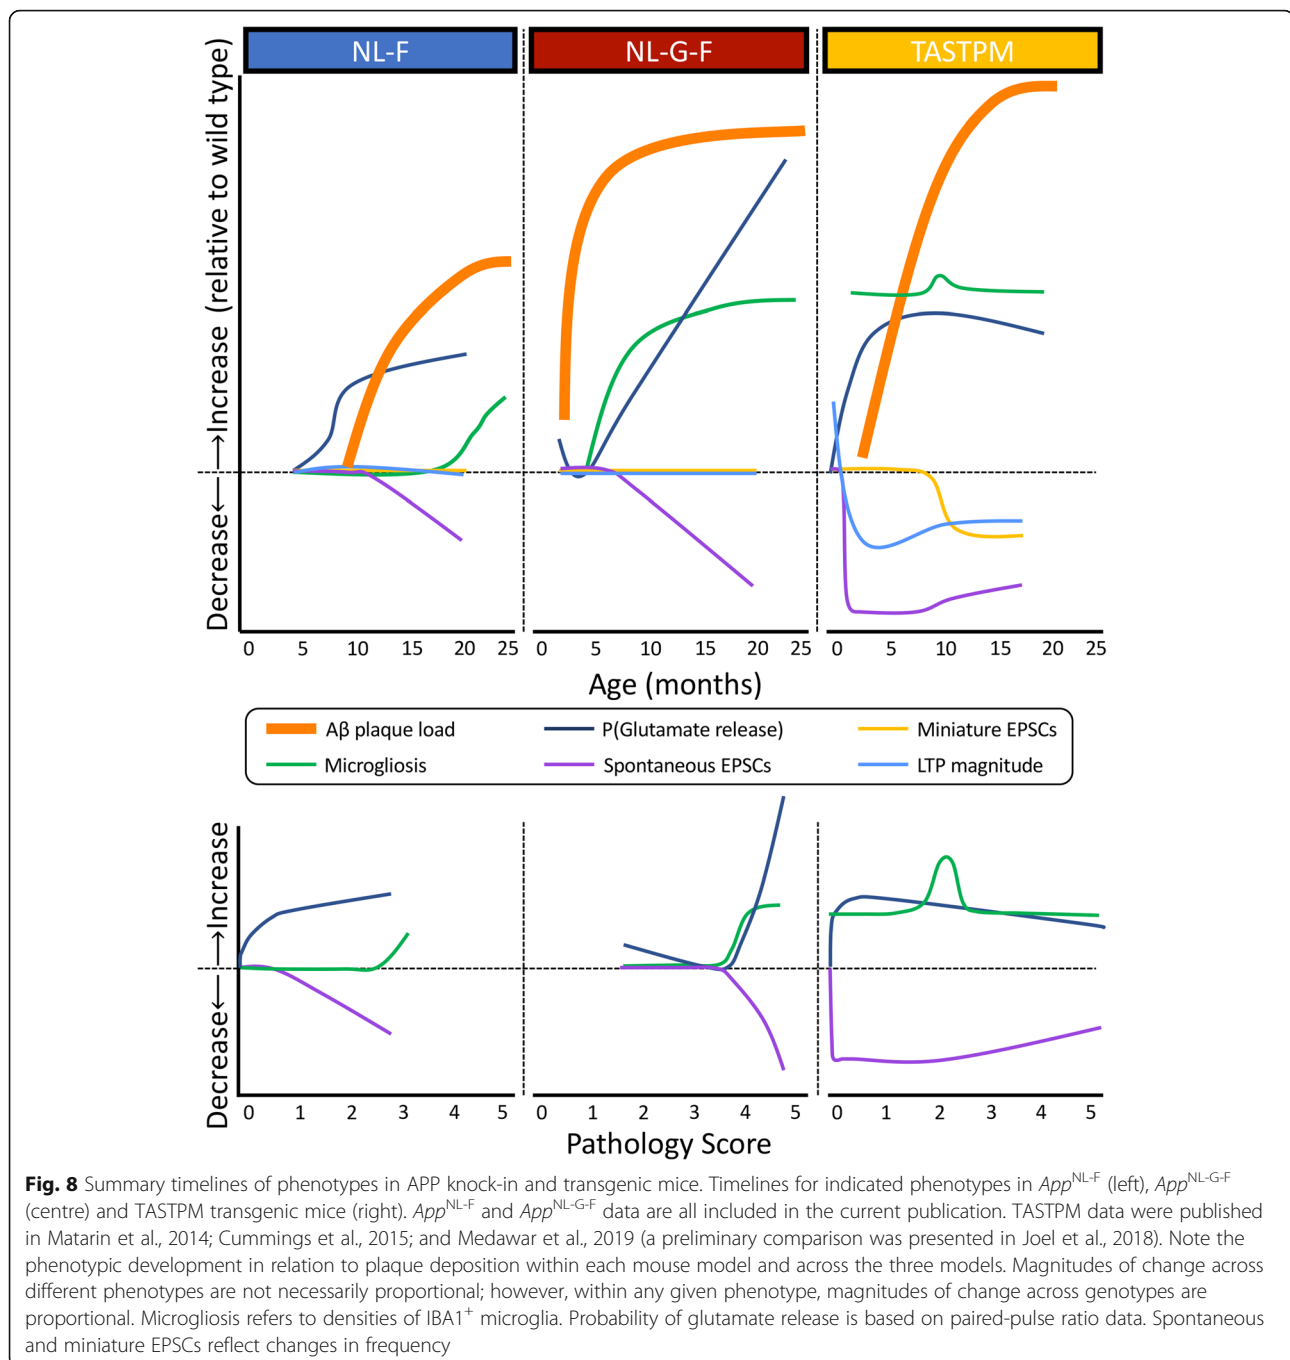 NL-F
NL-G-F
TASTPM
Decrease←  →Increase (relative to wild type)
0 5 10 15 20 25
0 5 10 15 20 25
0 5 10 15 20 25
Age (months)
Aβ plaque load
P(Glutamate release)
Miniature EPSCs
Microgliosis
Spontaneous EPSCs
LTP magnitude
Decrease←  →Increase
0 1 2 3 4 5
0 1 2 3 4 5
0 1 2 3 4 5
Pathology Score
Fig. 8 Summary timelines of phenotypes in APP knock-in and transgenic mice. Timelines for indicated phenotypes in App^NL-F (left), App^NL-G-F
(centre) and TASTPM transgenic mice (right). App^NL-F and App^NL-G-F data are all included in the current publication. TASTPM data were published
in Matarin et al., 2014; Cummings et al., 2015; and Medawar et al., 2019 (a preliminary comparison was presented in Joel et al., 2018). Note the
phenotypic development in relation to plaque deposition within each mouse model and across the three models. Magnitudes of change across
different phenotypes are not necessarily proportional; however, within any given phenotype, magnitudes of change across genotypes are
proportional. Microgliosis refers to densities of IBA1⁺ microglia. Probability of glutamate release is based on paired-pulse ratio data. Spontaneous
and miniature EPSCs reflect changes in frequency